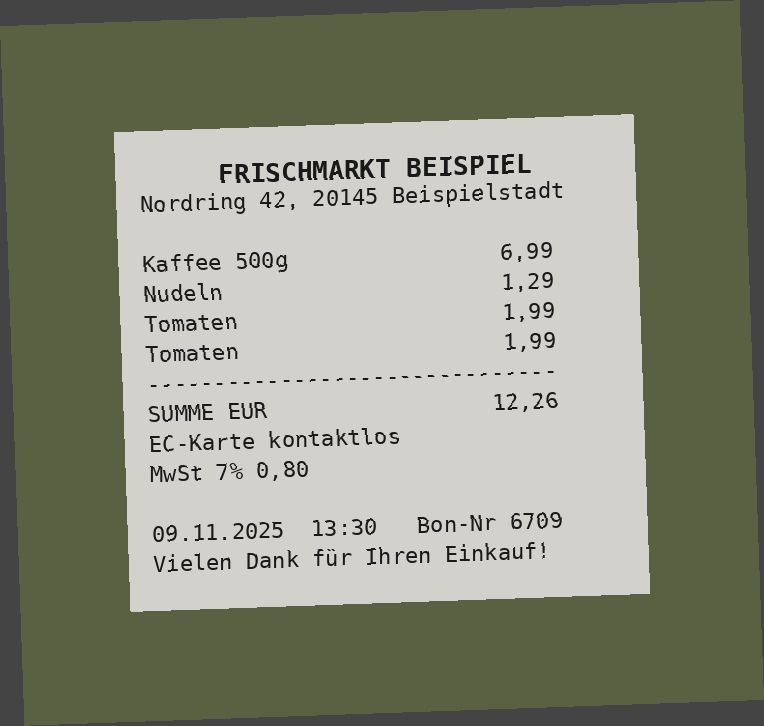 FRISCHMARKT BEISPIEL
Nordring 42, 20145 Beispielstadt
Kaffee 500g 6,99
Nudeln 1,29
Tomaten 1,99
Tomaten 1,99
-------------------------------
SUMME EUR 12,26
EC-Karte kontaktlos
MwSt 7% 0,80
09.11.2025 13:30 Bon-Nr 6709
Vielen Dank für Ihren Einkauf!